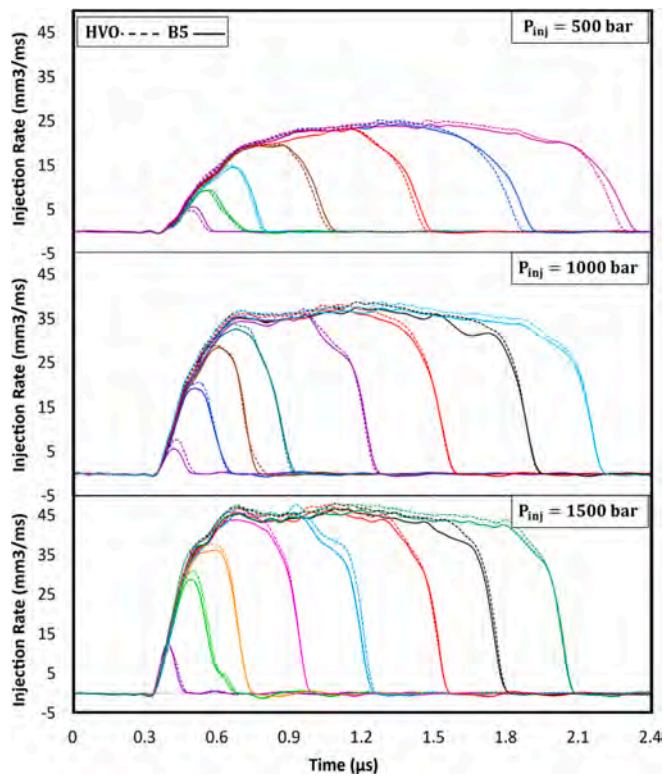 HVO B5
P_inj = 500 bar
Injection Rate (mm3/ms)
45
35
25
15
5
-5
P_inj = 1000 bar
Injection Rate (mm3/ms)
45
35
25
15
5
-5
P_inj = 1500 bar
Injection Rate (mm3/ms)
45
35
25
15
5
-5
0 0.3 0.6 0.9 1.2 1.5 1.8 2.1 2.4
Time (μs)